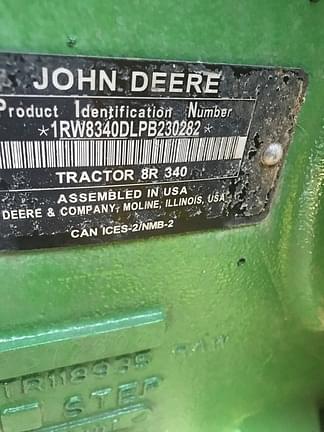 JOHN DEERE
Product Identification Number
*1RW8340DLPB230282*
TRACTOR 8R 340
ASSEMBLED IN USA
DEERE & COMPANY, MOLINE, ILLINOIS, USA
CAN ICES-2/NMB-2
STEP